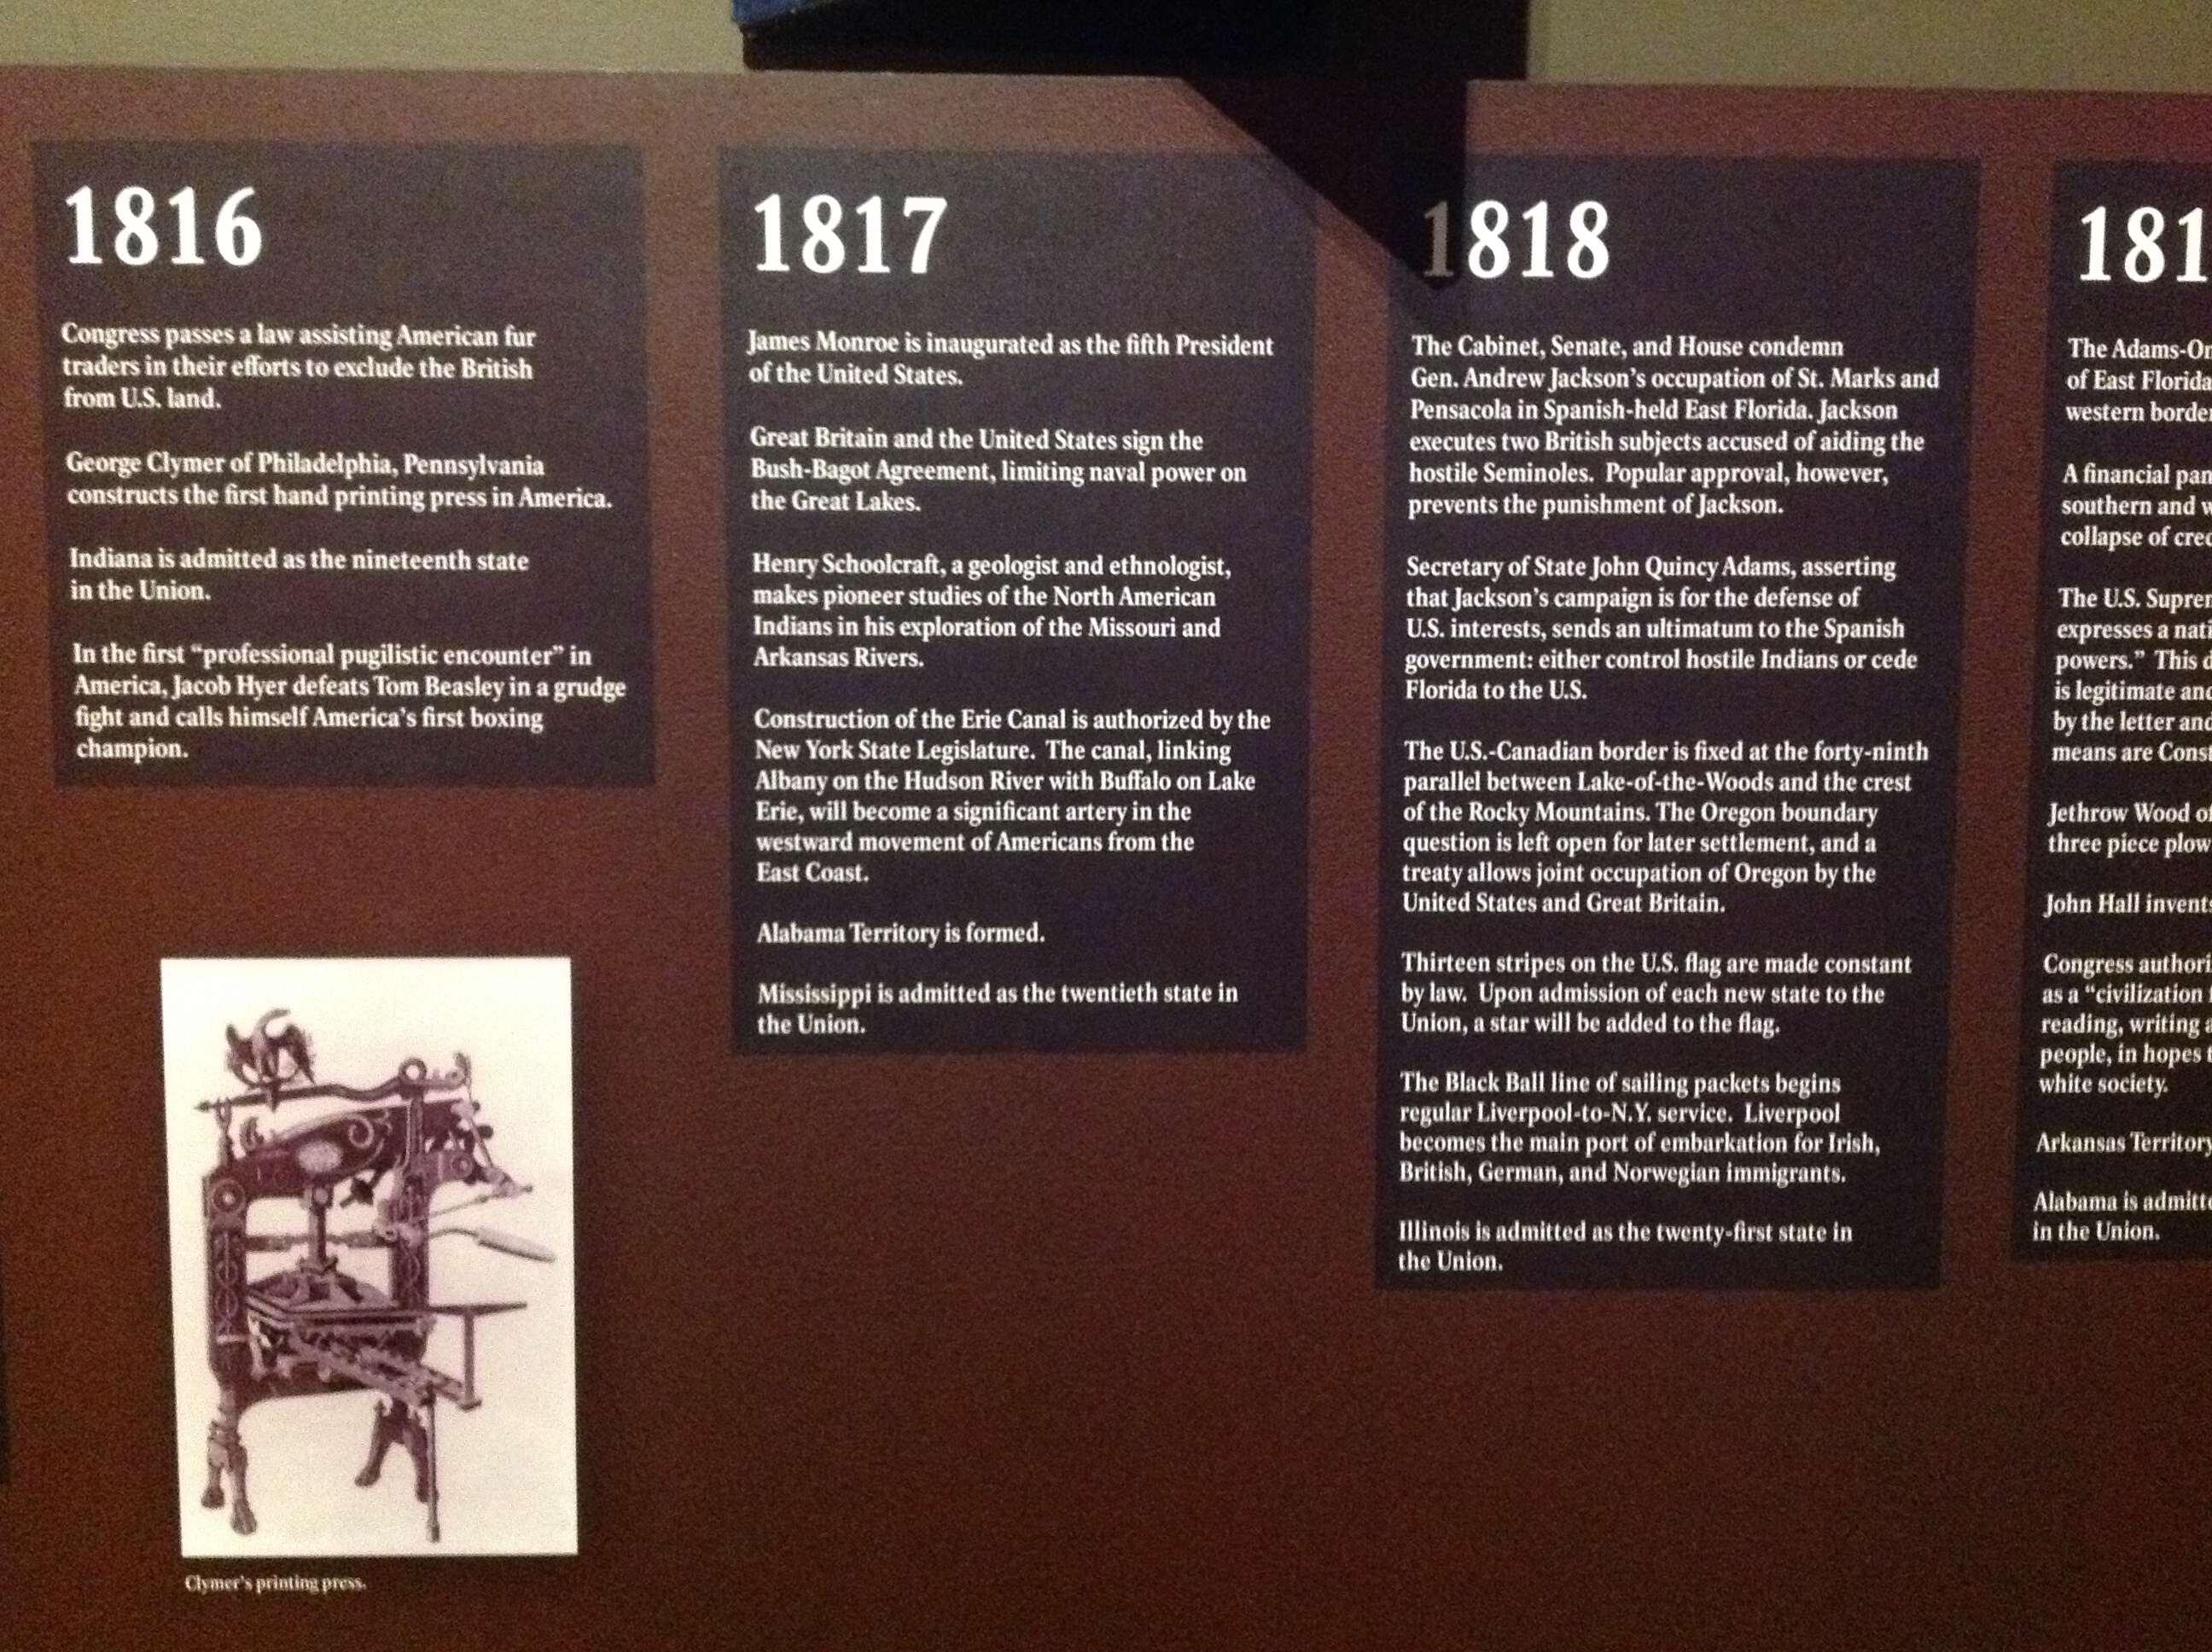 1816
Congress passes a law assisting American fur
traders in their efforts to exclude the British
from U.S. land.
George Clymer of Philadelphia, Pennsylvania
constructs the first hand printing press in America.
Indiana is admitted as the nineteenth state
in the Union.
In the first “professional pugilistic encounter” in
America, Jacob Hyer defeats Tom Beasley in a grudge
fight and calls himself America’s first boxing
champion.
Clymer’s printing press.
1817
James Monroe is inaugurated as the fifth President
of the United States.
Great Britain and the United States sign the
Bush-Bagot Agreement, limiting naval power on
the Great Lakes.
Henry Schoolcraft, a geologist and ethnologist,
makes pioneer studies of the North American
Indians in his exploration of the Missouri and
Arkansas Rivers.
Construction of the Erie Canal is authorized by the
New York State Legislature. The canal, linking
Albany on the Hudson River with Buffalo on Lake
Erie, will become a significant artery in the
westward movement of Americans from the
East Coast.
Alabama Territory is formed.
Mississippi is admitted as the twentieth state in
the Union.
1818
The Cabinet, Senate, and House condemn
Gen. Andrew Jackson’s occupation of St. Marks and
Pensacola in Spanish-held East Florida. Jackson
executes two British subjects accused of aiding the
hostile Seminoles. Popular approval, however,
prevents the punishment of Jackson.
Secretary of State John Quincy Adams, asserting
that Jackson’s campaign is for the defense of
U.S. interests, sends an ultimatum to the Spanish
government: either control hostile Indians or cede
Florida to the U.S.
The U.S.-Canadian border is fixed at the forty-ninth
parallel between Lake-of-the-Woods and the crest
of the Rocky Mountains. The Oregon boundary
question is left open for later settlement, and a
treaty allows joint occupation of Oregon by the
United States and Great Britain.
Thirteen stripes on the U.S. flag are made constant
by law. Upon admission of each new state to the
Union, a star will be added to the flag.
The Black Ball line of sailing packets begins
regular Liverpool-to-N.Y. service. Liverpool
becomes the main port of embarkation for Irish,
British, German, and Norwegian immigrants.
Illinois is admitted as the twenty-first state in
the Union.
181
The Adams-On
of East Florida
western border
A financial pan
southern and w
collapse of cred
The U.S. Suprem
expresses a nati
powers.” This d
is legitimate and
by the letter and
means are Const
Jethrow Wood of
three piece plow
John Hall invents
Congress authori
as a “civilization
reading, writing a
people, in hopes t
white society.
Arkansas Territory
Alabama is admitte
in the Union.